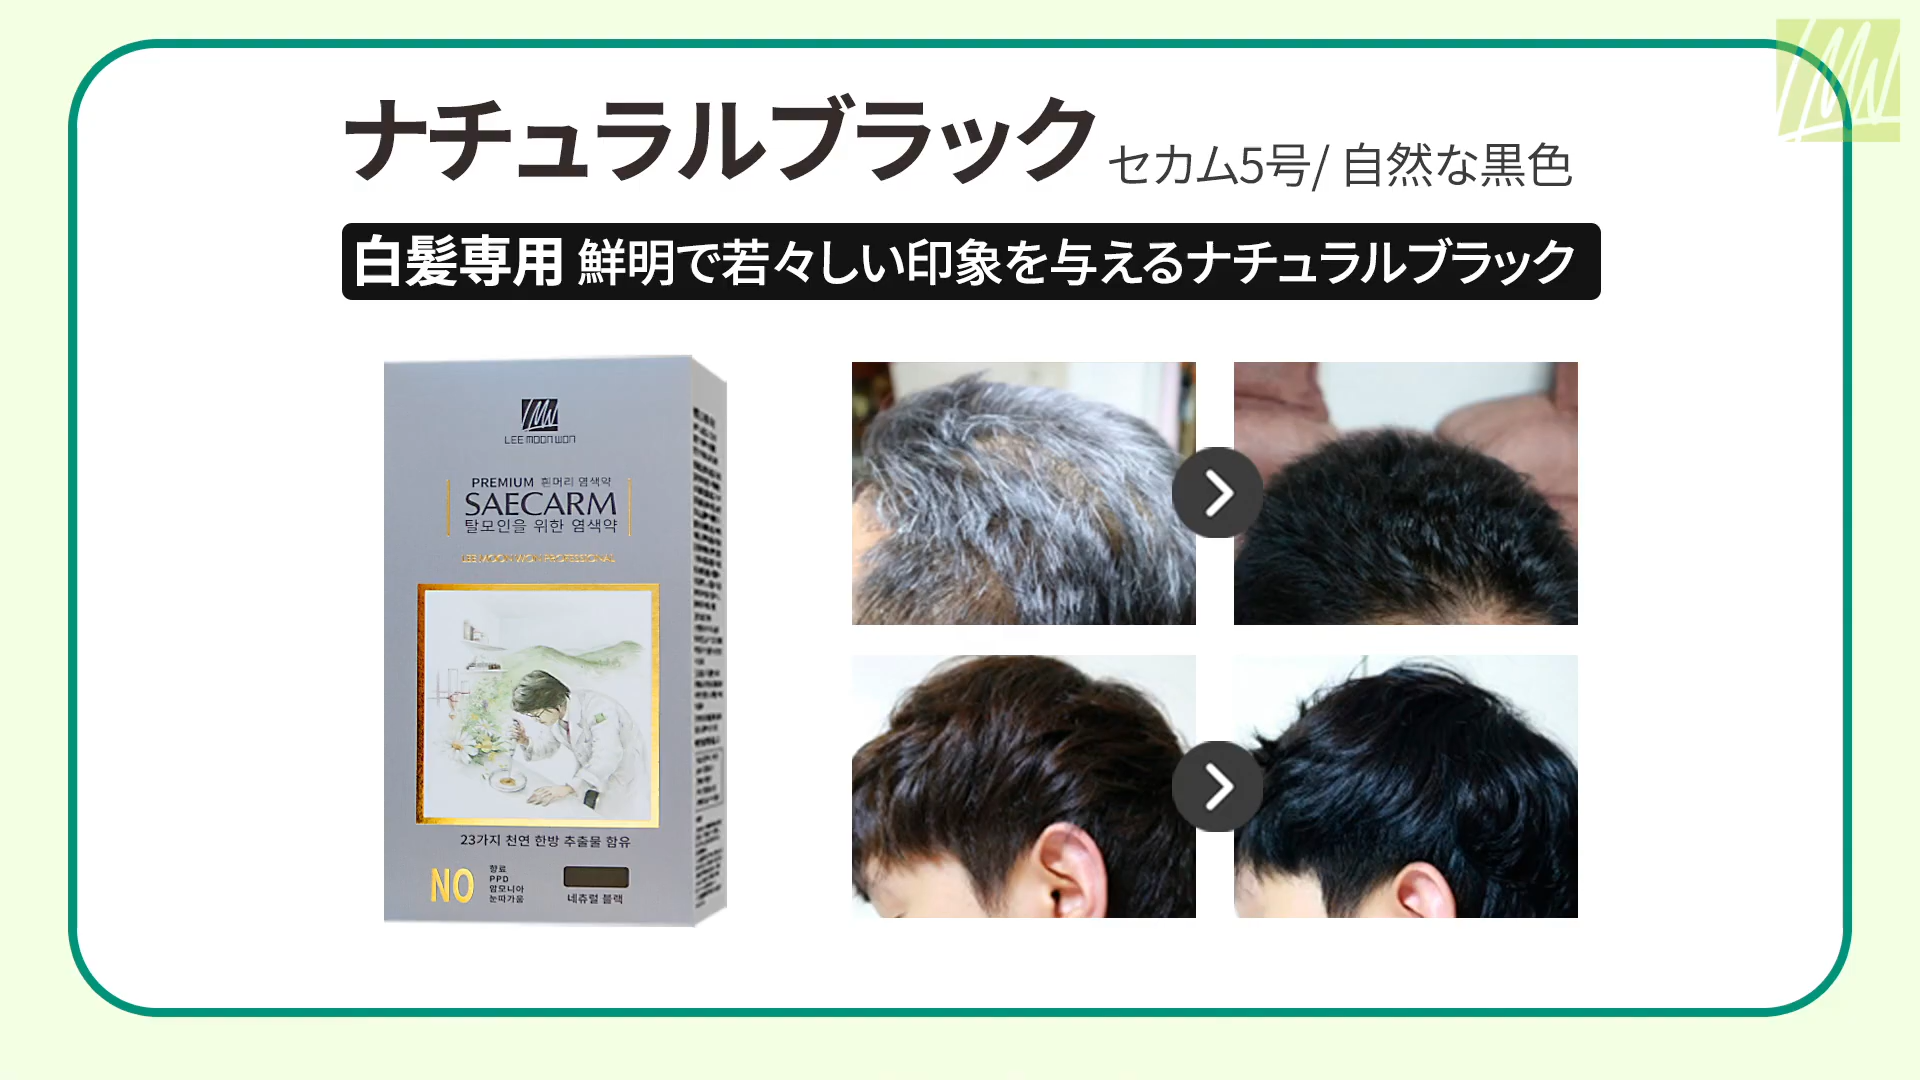 ナチュラルブラック セカム5号/ 自然な黒色
白髪専用 鮮明で若々しい印象を与えるナチュラルブラック
LEE MOON WON
PREMIUM 흰머리 염색약
SAECARM
탈모인을 위한 염색약
LEE MOON WON PROFESSIONAL
23가지 천연 한방 추출물 함유
NO
향료
PPD
암모니아
눈따가움
네츄럴 블랙